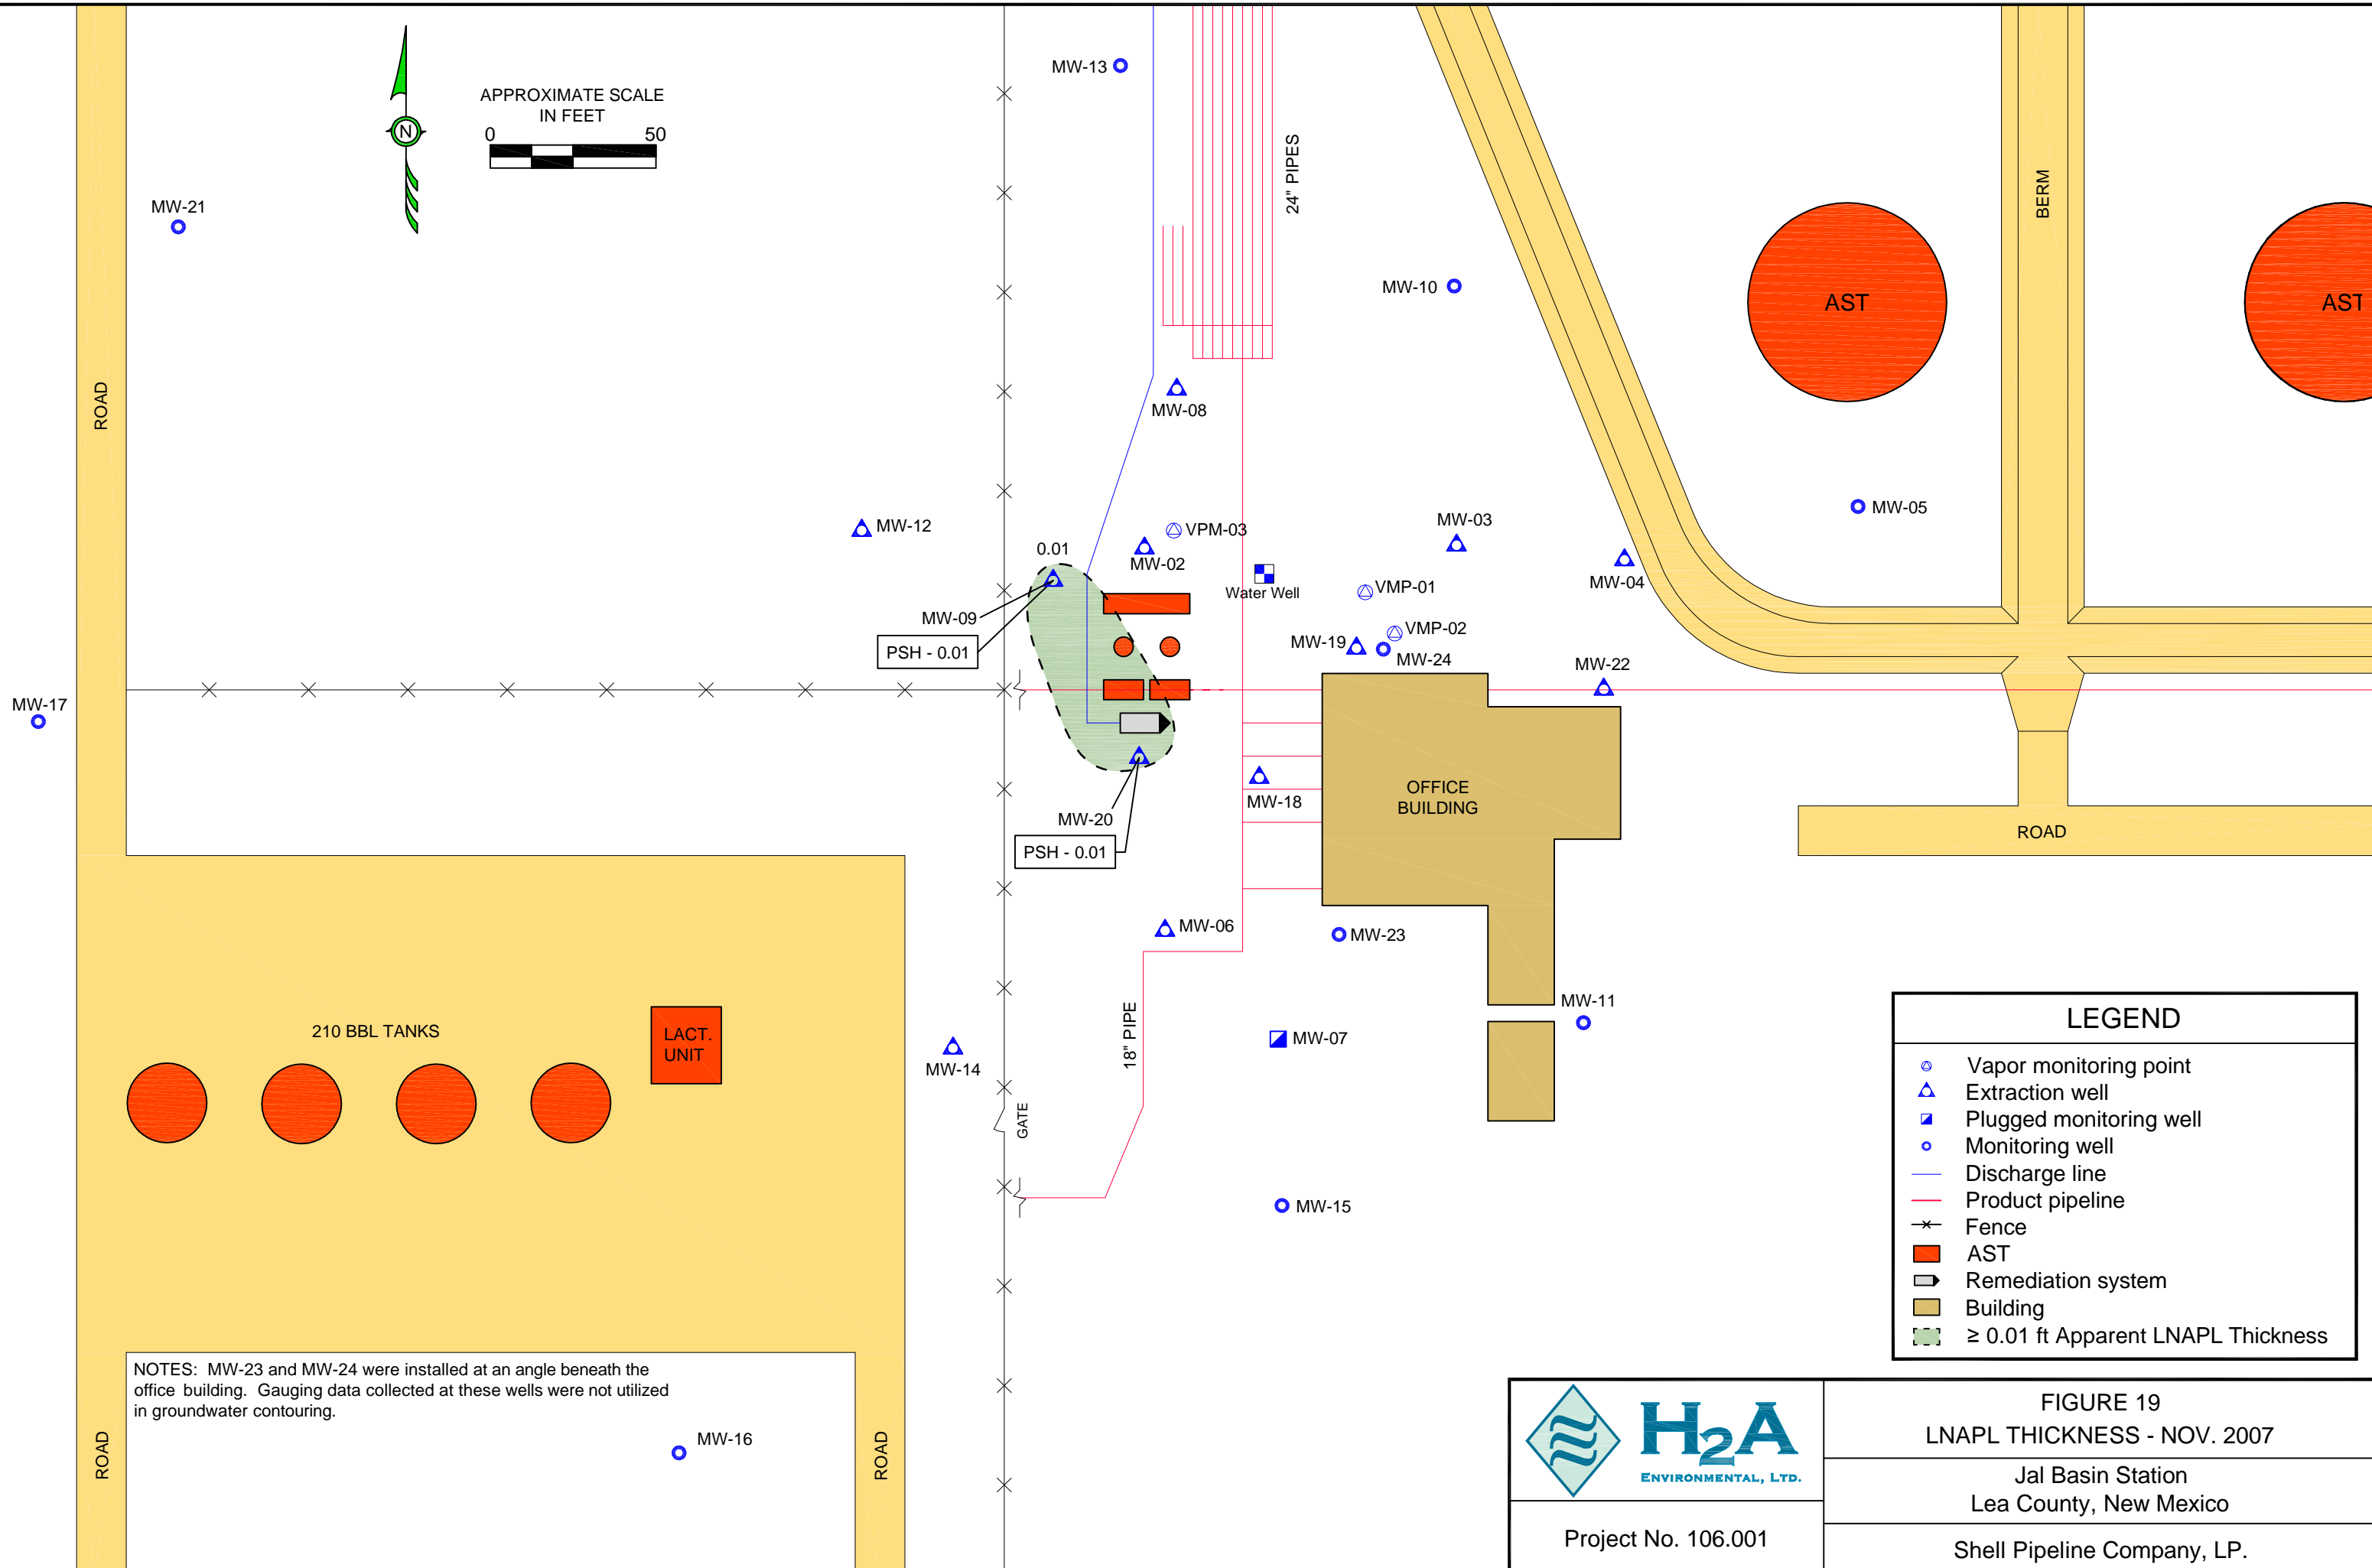 MW-13
APPROXIMATE SCALE
IN FEET
0 50
N
24" PIPES
BERM
MW-21
MW-10
AST
AST
ROAD
MW-08
MW-05
MW-12
VPM-03
MW-03
0.01
MW-02
MW-04
Water Well
VMP-01
MW-09
VMP-02
PSH - 0.01
MW-19
MW-24
MW-22
MW-17
OFFICE
BUILDING
MW-18
MW-20
PSH - 0.01
ROAD
MW-06
MW-23
MW-11
210 BBL TANKS
LACT.
UNIT
18" PIPE
MW-07
MW-14
GATE
MW-15
LEGEND
Vapor monitoring point
Extraction well
Plugged monitoring well
Monitoring well
Discharge line
Product pipeline
Fence
AST
Remediation system
Building
≥ 0.01 ft Apparent LNAPL Thickness
NOTES: MW-23 and MW-24 were installed at an angle beneath the
office building. Gauging data collected at these wells were not utilized
in groundwater contouring.
MW-16
ROAD
ROAD
H2A
ENVIRONMENTAL, LTD.
Project No. 106.001
FIGURE 19
LNAPL THICKNESS - NOV. 2007
Jal Basin Station
Lea County, New Mexico
Shell Pipeline Company, LP.